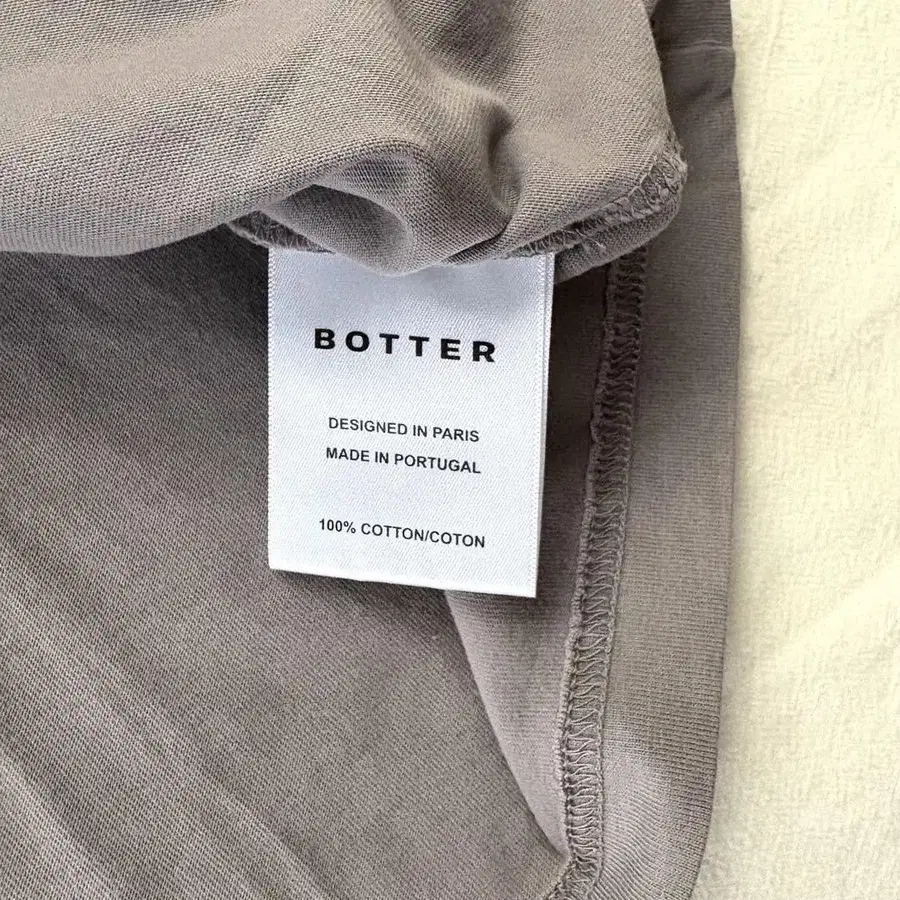 BOTTER
DESIGNED IN PARIS
MADE IN PORTUGAL
100% COTTON/COTON